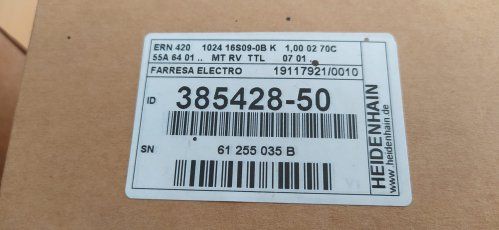 ERN 420 1024 16S09-0B K 1,00 02 70C
55A 64 01 .. MT RV TTL 07 01 ..
FARRESA ELECTRO 19117921/0010
ID 385428-50
SN 61 255 035 B
HEIDENHAIN
www.heidenhain.de